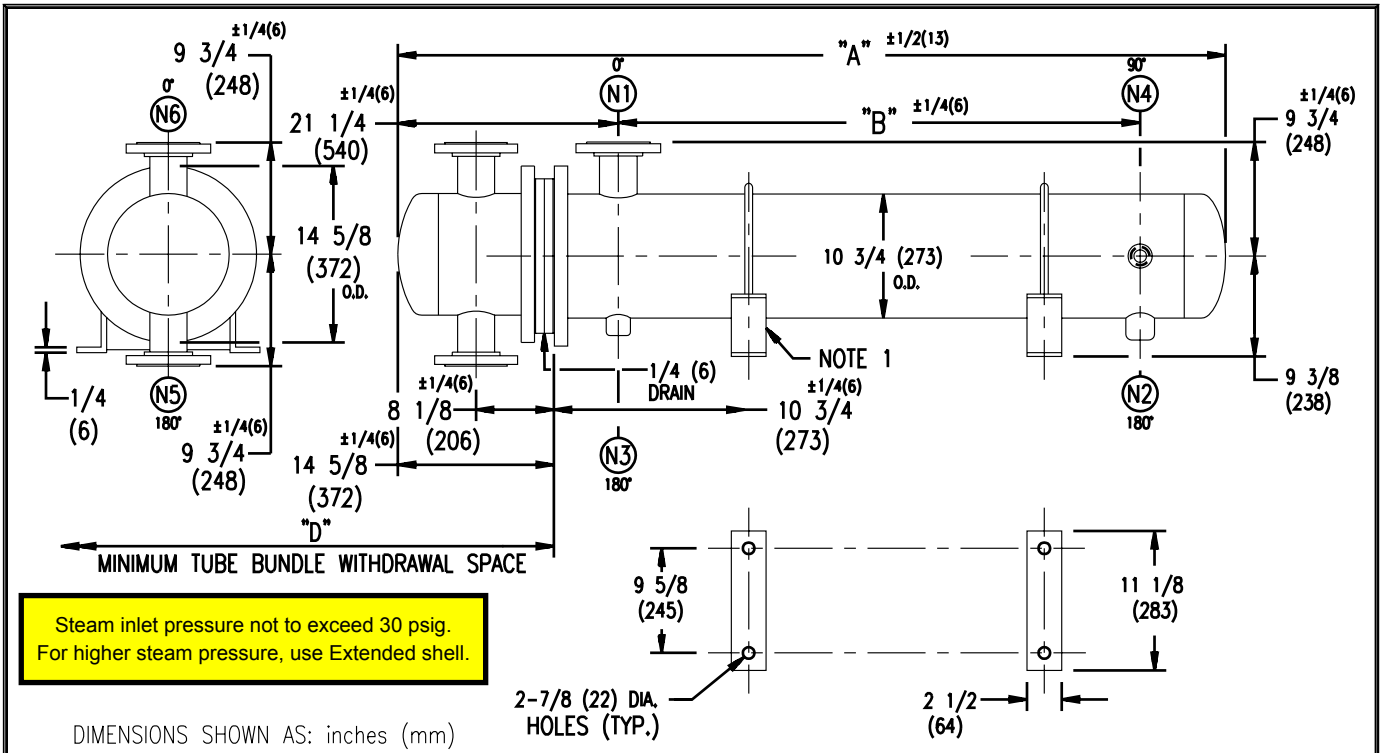 ±1/4(6)
9 3/4
(248)
0°
N6
"A" ±1/2(13)
0°
N1
90°
N4
±1/4(6)
21 1/4
(540)
"B" ±1/4(6)
±1/4(6)
9 3/4
(248)
14 5/8
(372)
O.D.
10 3/4 (273)
O.D.
NOTE 1
1/4 (6)
DRAIN
1/4
(6)
N5
180°
±1/4(6)
9 3/4
(248)
±1/4(6)
8 1/8
(206)
±1/4(6)
10 3/4
(273)
9 3/8
(238)
N2
180°
±1/4(6)
14 5/8
(372)
N3
180°
"D"
MINIMUM TUBE BUNDLE WITHDRAWAL SPACE
9 5/8
(245)
11 1/8
(283)
Steam inlet pressure not to exceed 30 psig.
For higher steam pressure, use Extended shell.
2-7/8 (22) DIA.
HOLES (TYP.)
2 1/2
(64)
DIMENSIONS SHOWN AS: inches (mm)